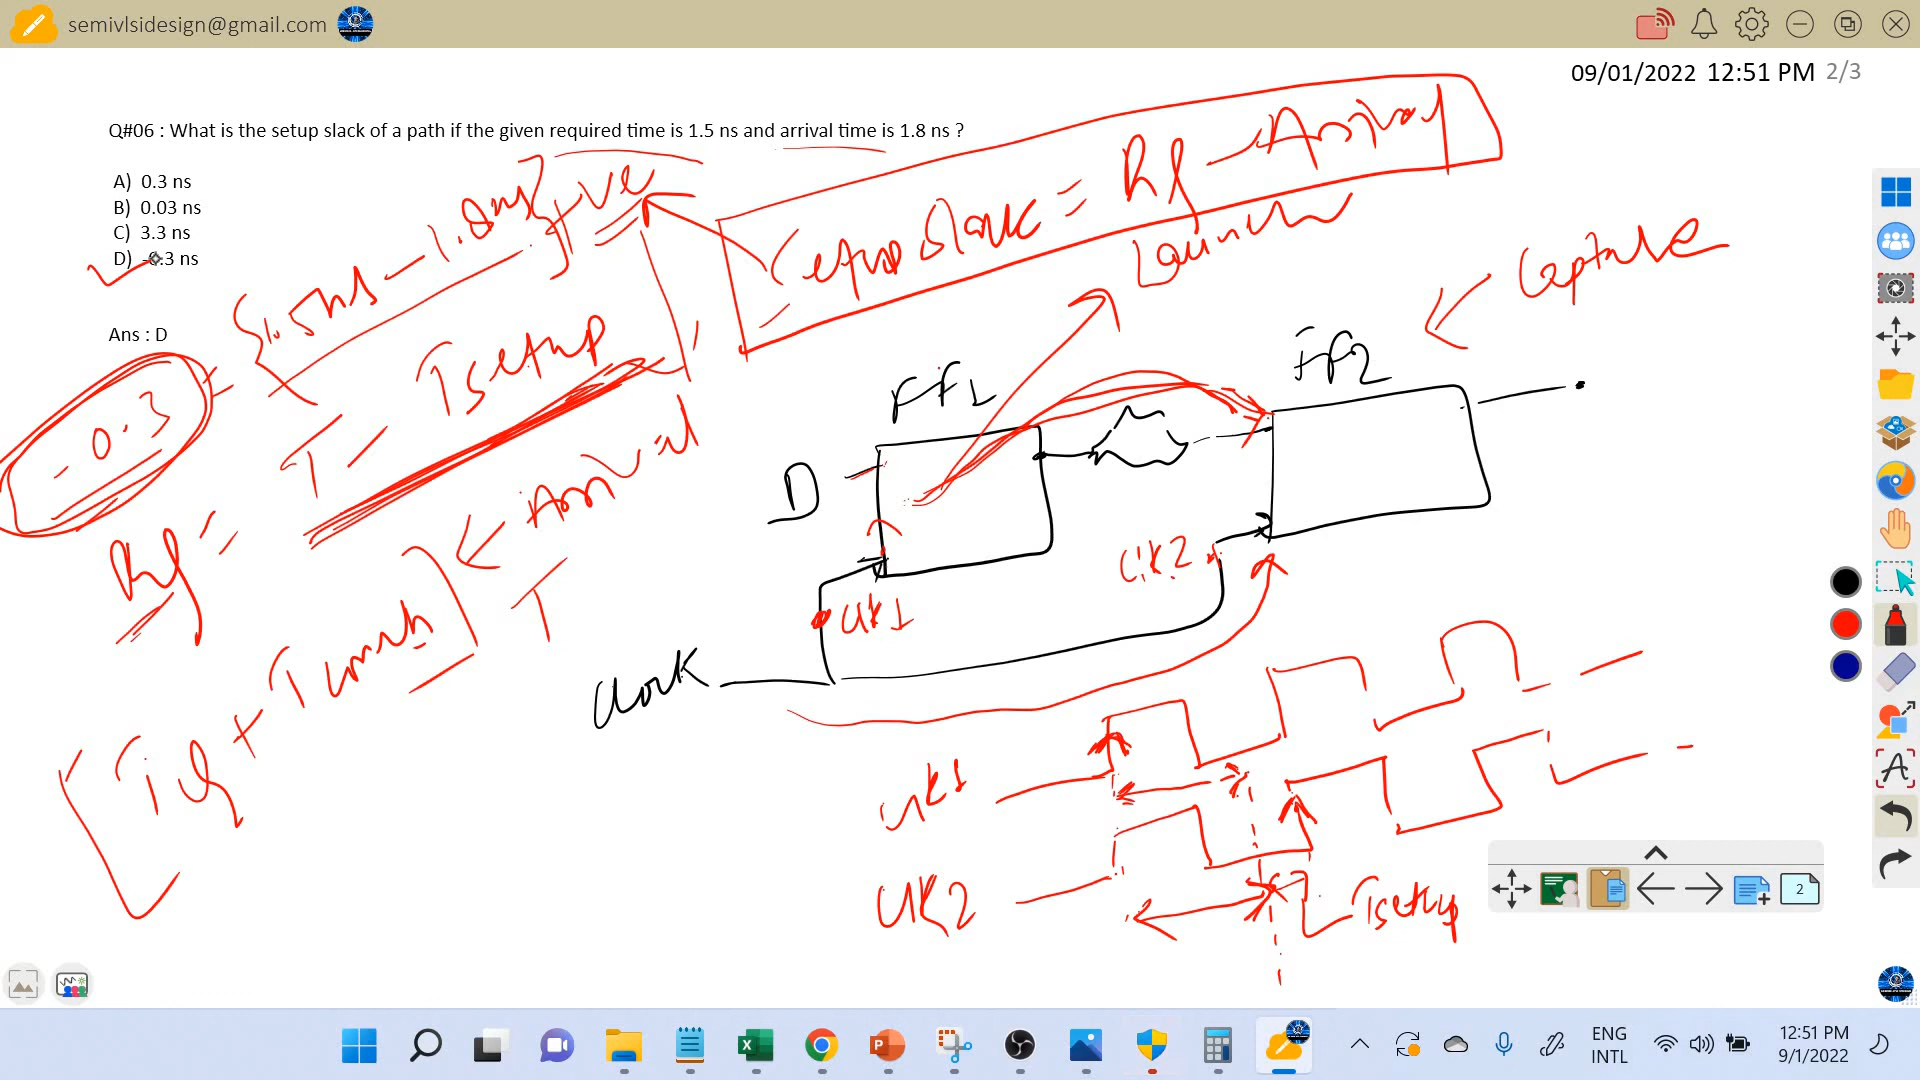 semivlsidesign@gmail.com
09/01/2022 12:51 PM 2/3
Q#06 : What is the setup slack of a path if the given required time is 1.5 ns and arrival time is 1.8 ns ?
A) 0.3 ns
B) 0.03 ns
C) 3.3 ns
D) -0.3 ns
Ans : D
Setup Slack = Rq - Arrival
+ve
1.5ns - 1.8ns
= -0.3
Launch
Capture
T - Tsetup
Rq =
Arrival
T
[Tcq + Tcomb]
FF1
FF2
D
CLK1
CLK2
Clock
CLK1
CLK2
Tsetup
2
ENG
INTL
12:51 PM
9/1/2022